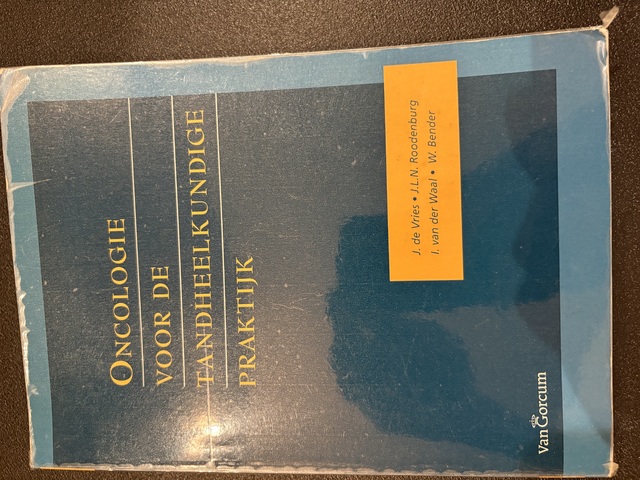 ONCOLOGIE
VOOR DE
TANDHEELKUNDIGE
PRAKTIJK
J. de Vries • J.L.N. Roodenburg
I. van der Waal • W. Bender
Van Gorcum